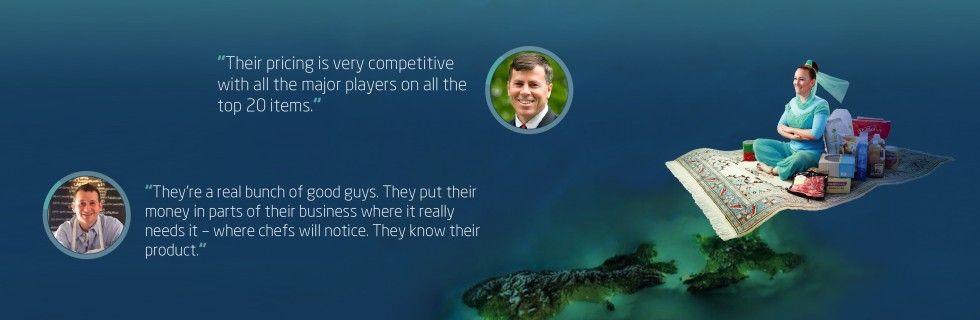 "Their pricing is very competitive
with all the major players on all the
top 20 items."
"They're a real bunch of good guys. They put their
money in parts of their business where it really
needs it – where chefs will notice. They know their
product."